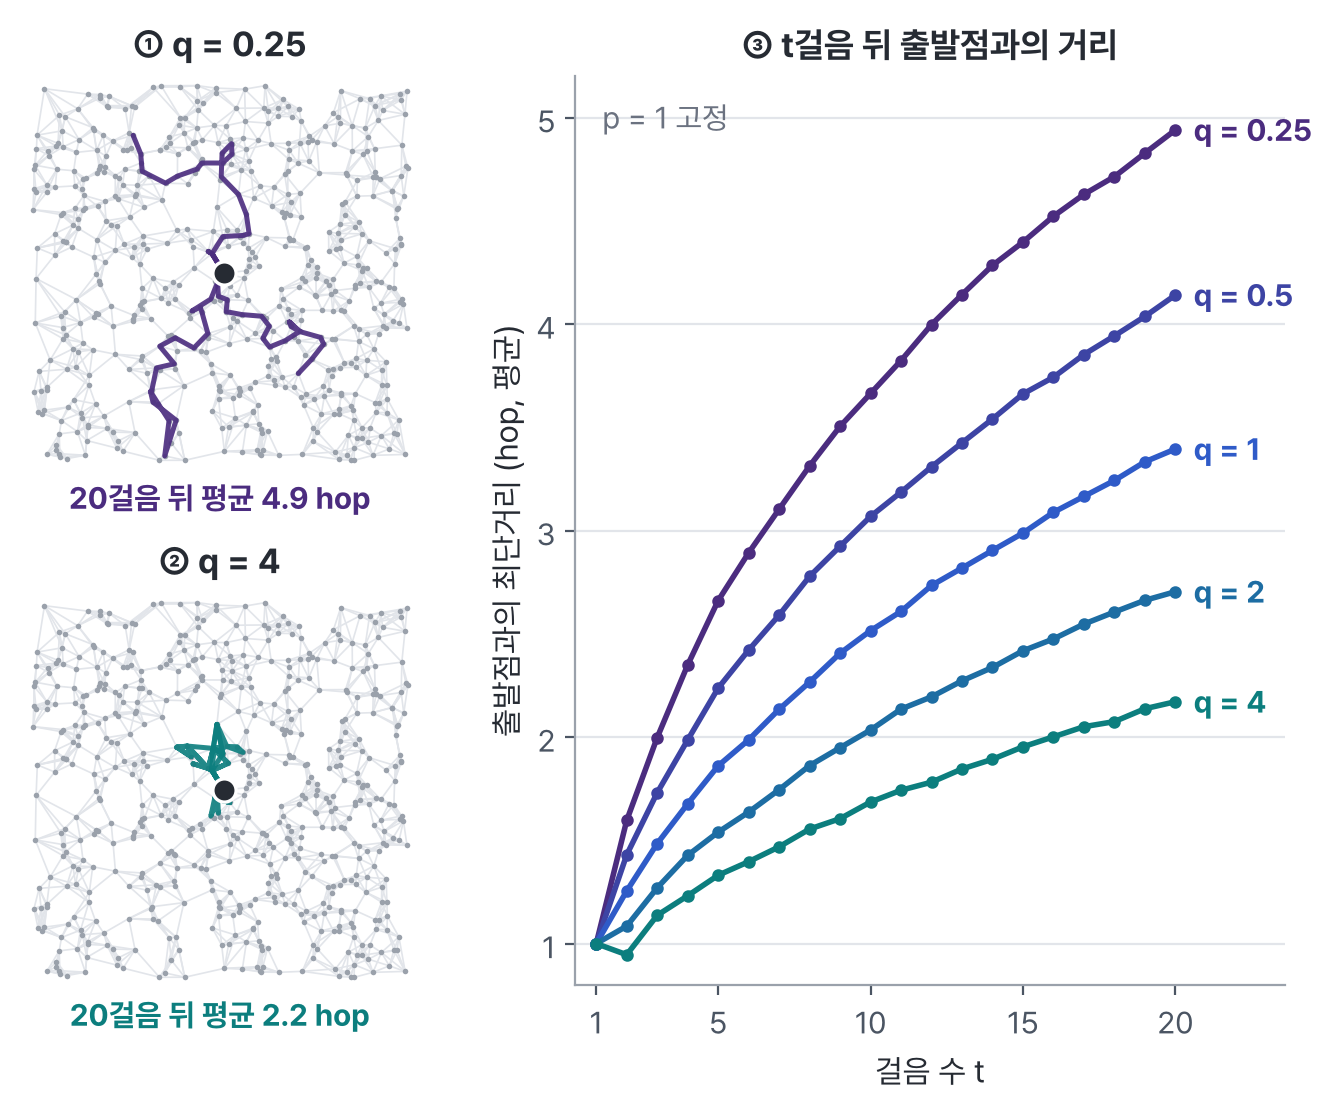 ① q = 0.25
20걸음 뒤 평균 4.9 hop
② q = 4
20걸음 뒤 평균 2.2 hop
③ t걸음 뒤 출발점과의 거리
p = 1 고정
출발점과의 최단거리 (hop, 평균)
5
4
3
2
1
q = 0.25
q = 0.5
q = 1
q = 2
q = 4
1 5 10 15 20
걸음 수 t